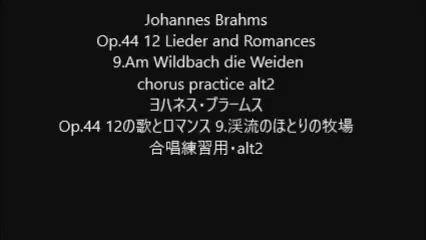 Johannes Brahms
Op.44 12 Lieder and Romances
9.Am Wildbach die Weiden
chorus practice alt2
ヨハネス・ブラームス
Op.44 12の歌とロマンス 9.渓流のほとりの牧場
合唱練習用・alt2